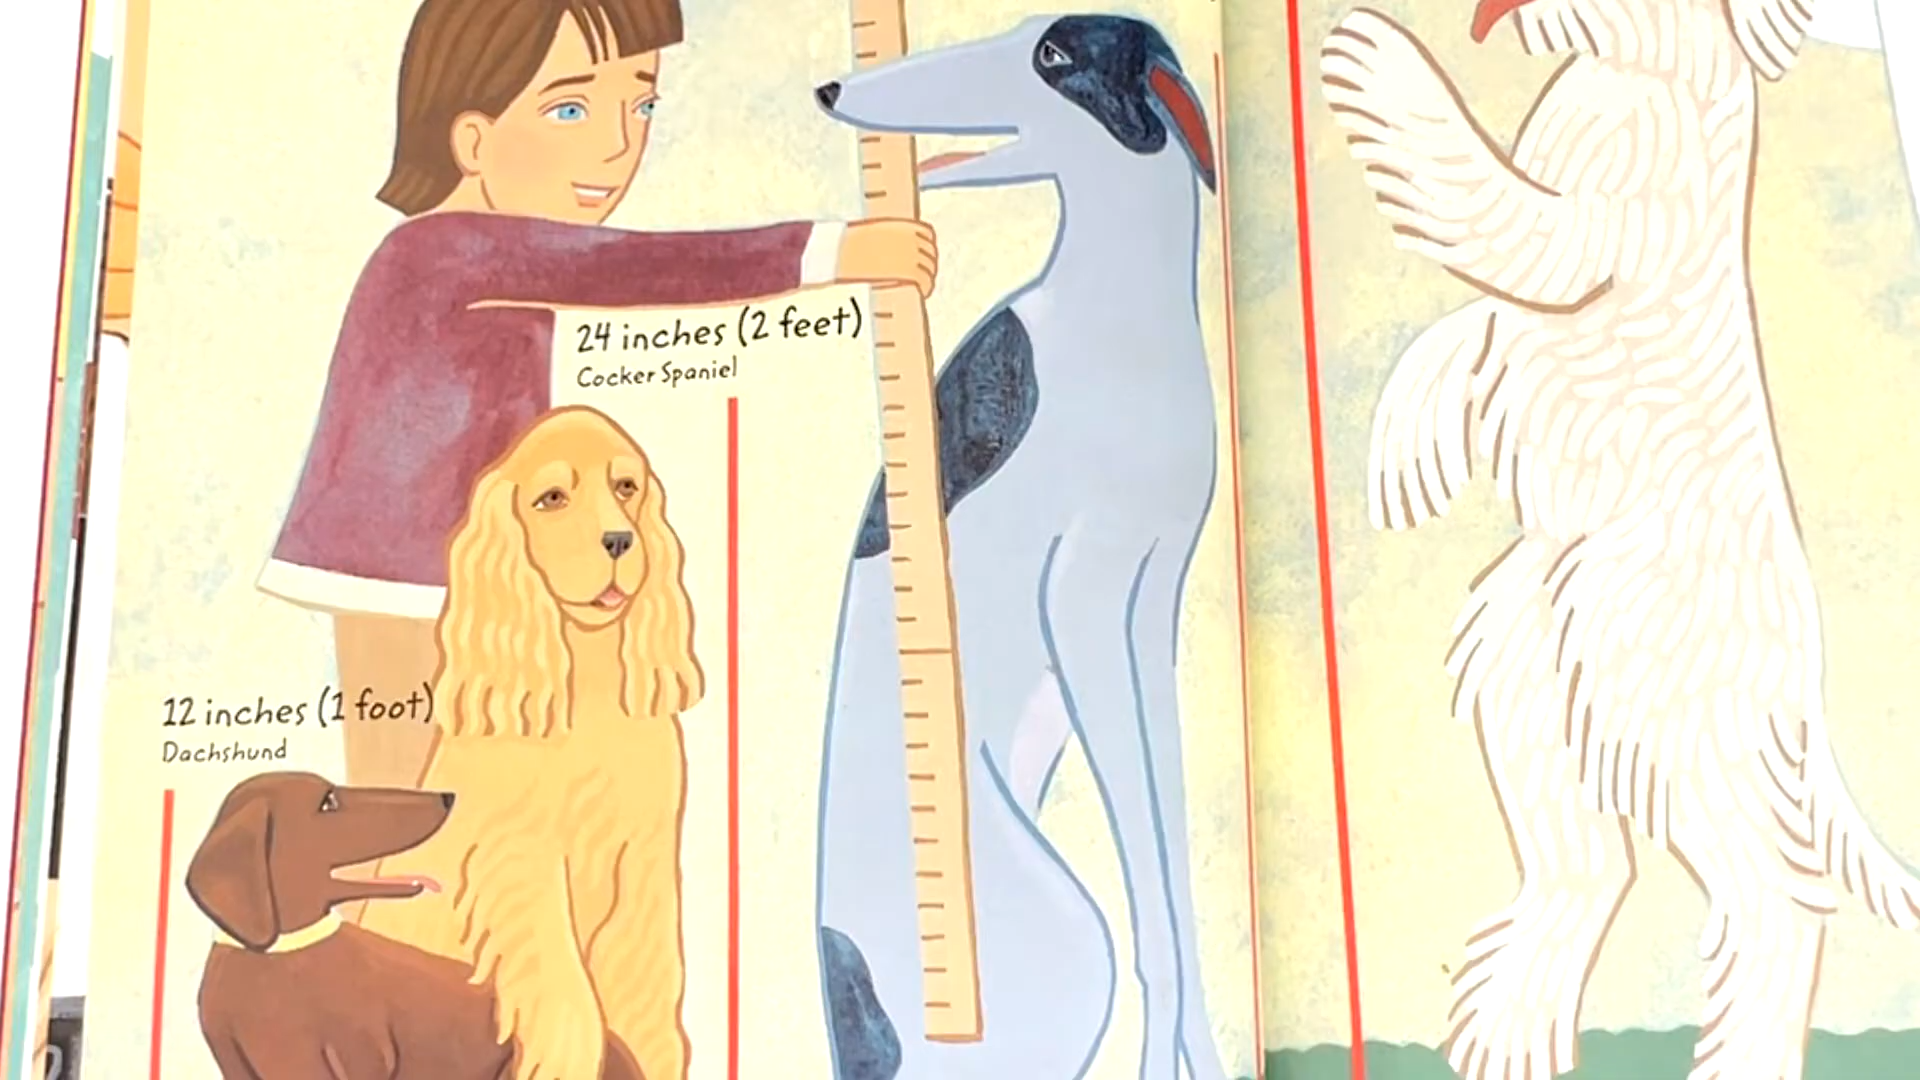 24 inches (2 feet)
Cocker Spaniel
12 inches (1 foot)
Dachshund